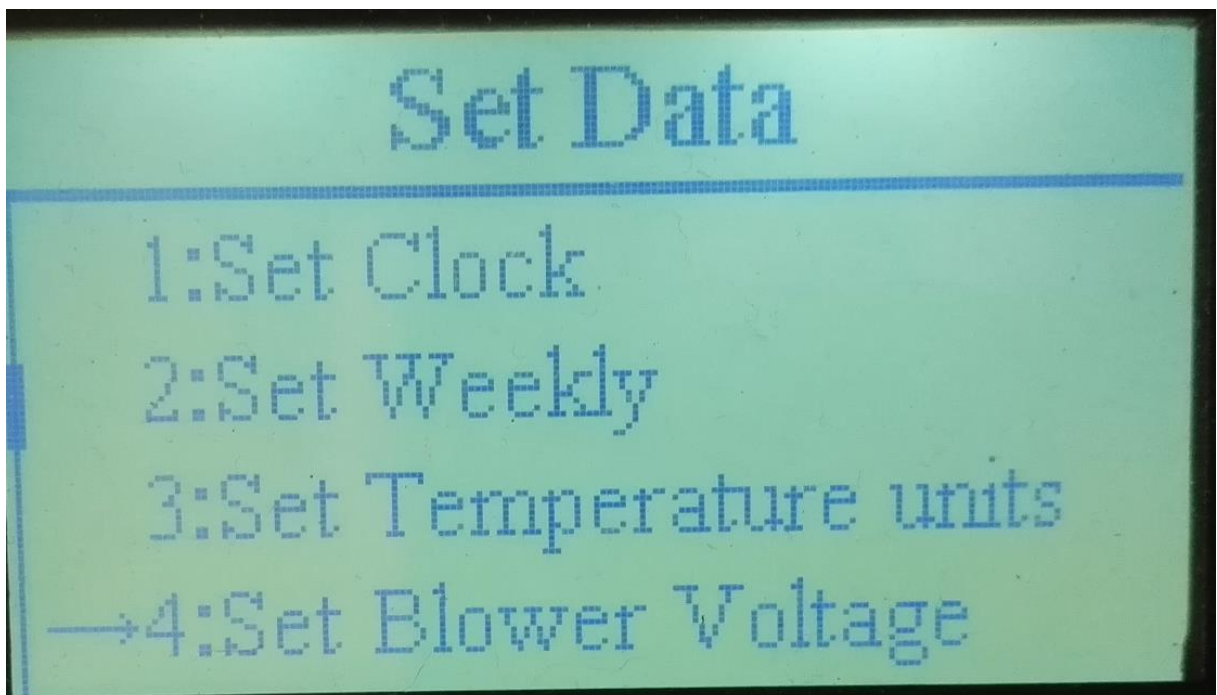 Set Data
1:Set Clock
2:Set Weekly
3:Set Temperature units
→4:Set Blower Voltage